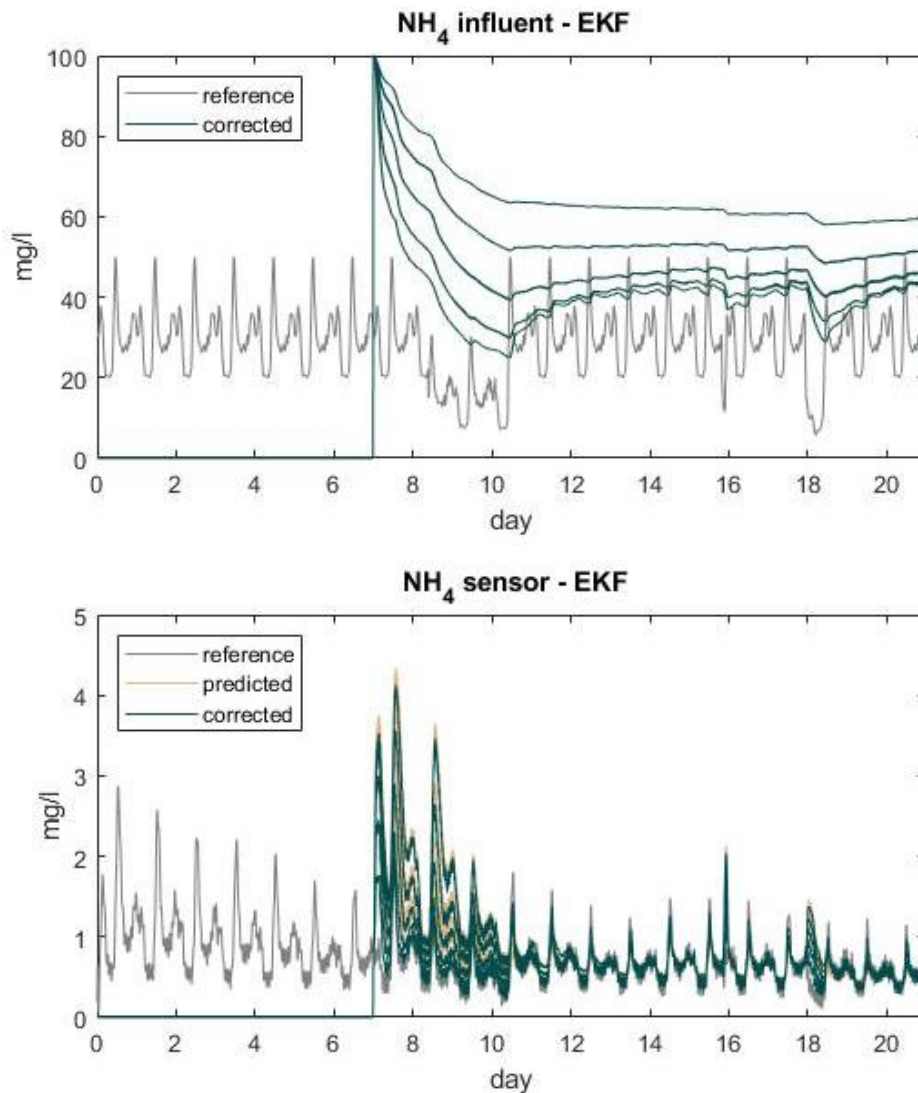 NH4 influent - EKF
100
80
60
40
20
0
mg/l
reference
corrected
0 2 4 6 8 10 12 14 16 18 20
day
NH4 sensor - EKF
5
4
3
2
1
0
mg/l
reference
predicted
corrected
0 2 4 6 8 10 12 14 16 18 20
day